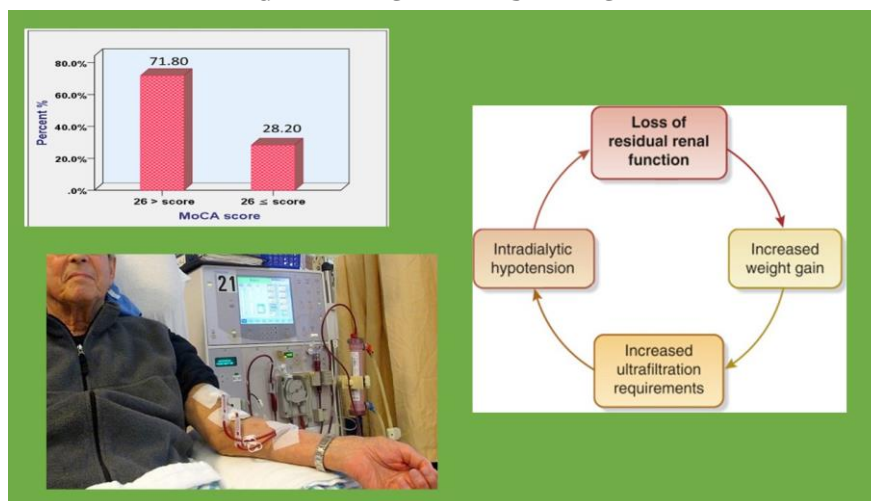 80.0%
60.0%
40.0%
20.0%
.0%
Percent %
71.80
28.20
26 > score
26 ≤ score
MoCA score
21
Loss of
residual renal
function
Increased
weight gain
Increased
ultrafiltration
requirements
Intradialytic
hypotension